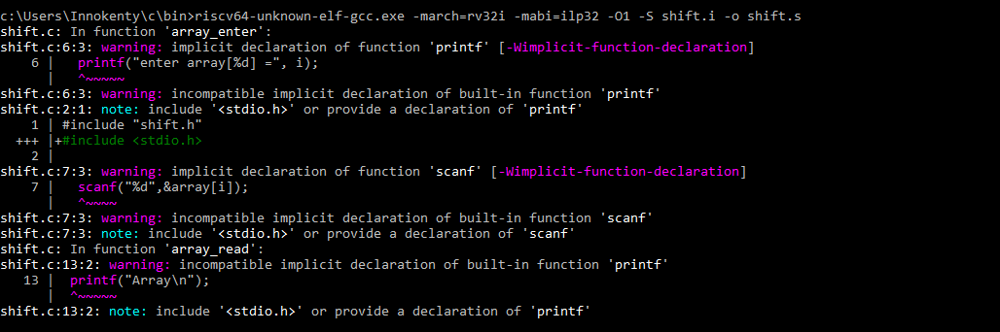 c:\Users\Innokenty\c\bin>riscv64-unknown-elf-gcc.exe -march=rv32i -mabi=ilp32 -O1 -S shift.i -o shift.s
shift.c: In function 'array_enter':
shift.c:6:3: warning: implicit declaration of function 'printf' [-Wimplicit-function-declaration]
    6 |   printf("enter array[%d] =", i);
      |   ^~~~~~
shift.c:6:3: warning: incompatible implicit declaration of built-in function 'printf'
shift.c:2:1: note: include '<stdio.h>' or provide a declaration of 'printf'
    1 | #include "shift.h"
  +++ |+#include <stdio.h>
    2 |
shift.c:7:3: warning: implicit declaration of function 'scanf' [-Wimplicit-function-declaration]
    7 |   scanf("%d",&array[i]);
      |   ^~~~~
shift.c:7:3: warning: incompatible implicit declaration of built-in function 'scanf'
shift.c:7:3: note: include '<stdio.h>' or provide a declaration of 'scanf'
shift.c: In function 'array_read':
shift.c:13:2: warning: incompatible implicit declaration of built-in function 'printf'
   13 |  printf("Array\n");
      |  ^~~~~~
shift.c:13:2: note: include '<stdio.h>' or provide a declaration of 'printf'